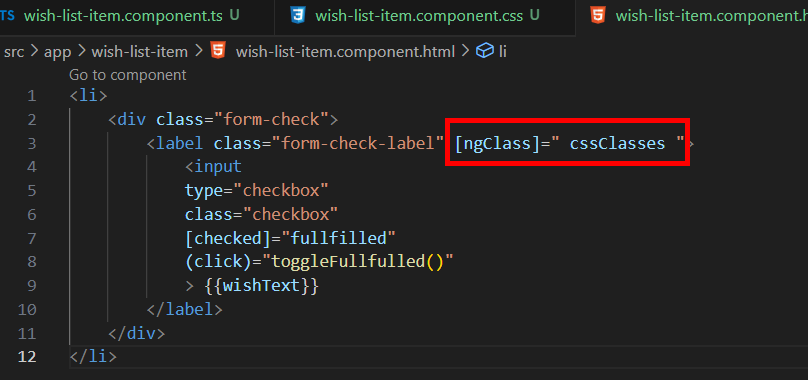 TS wish-list-item.component.ts U wish-list-item.component.css U wish-list-item.component.h
src > app > wish-list-item > wish-list-item.component.html > li
Go to component
1 <li>
2 <div class="form-check">
3 <label class="form-check-label" [ngClass]=" cssClasses ">
4 <input
5 type="checkbox"
6 class="checkbox"
7 [checked]="fullfilled"
8 (click)="toggleFullfulled()"
9 > {{wishText}}
10 </label>
11 </div>
12 </li>